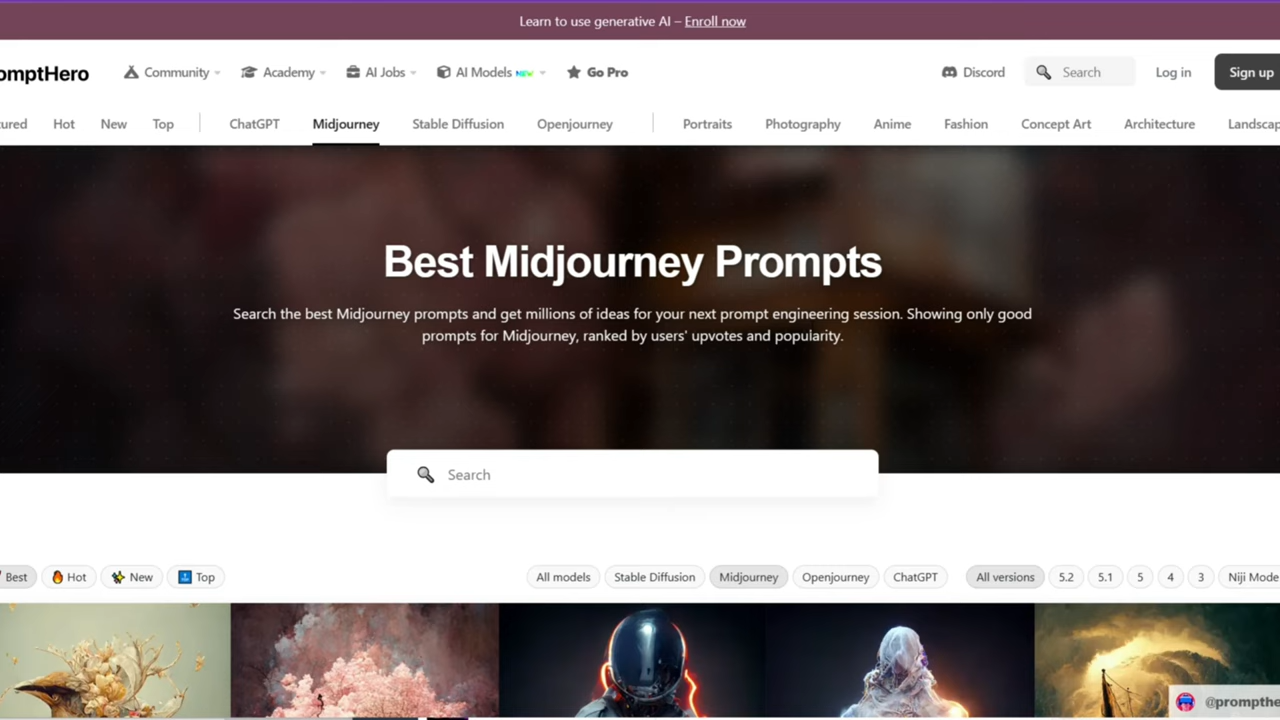 Learn to use generative AI – Enroll now
omptHero Community Academy AI Jobs AI Models NEW Go Pro Discord Search Log in Sign up
ured Hot New Top ChatGPT Midjourney Stable Diffusion Openjourney Portraits Photography Anime Fashion Concept Art Architecture Landscap
Best Midjourney Prompts
Search the best Midjourney prompts and get millions of ideas for your next prompt engineering session. Showing only good
prompts for Midjourney, ranked by users' upvotes and popularity.
Search
Best Hot New Top All models Stable Diffusion Midjourney Openjourney ChatGPT All versions 5.2 5.1 5 4 3 Niji Mode
@prompthe